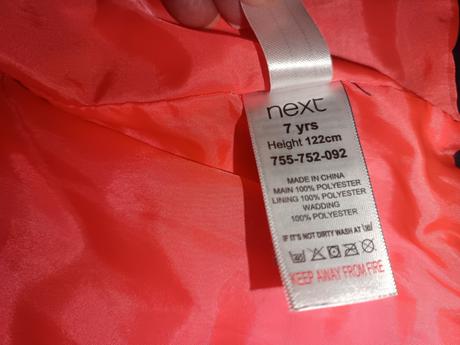 next
7 yrs
Height 122cm
755-752-092
MADE IN CHINA
MAIN 100% POLYESTER
LINING 100% POLYESTER
WADDING
100% POLYESTER
IF IT'S NOT DIRTY WASH AT
KEEP AWAY FROM FIRE